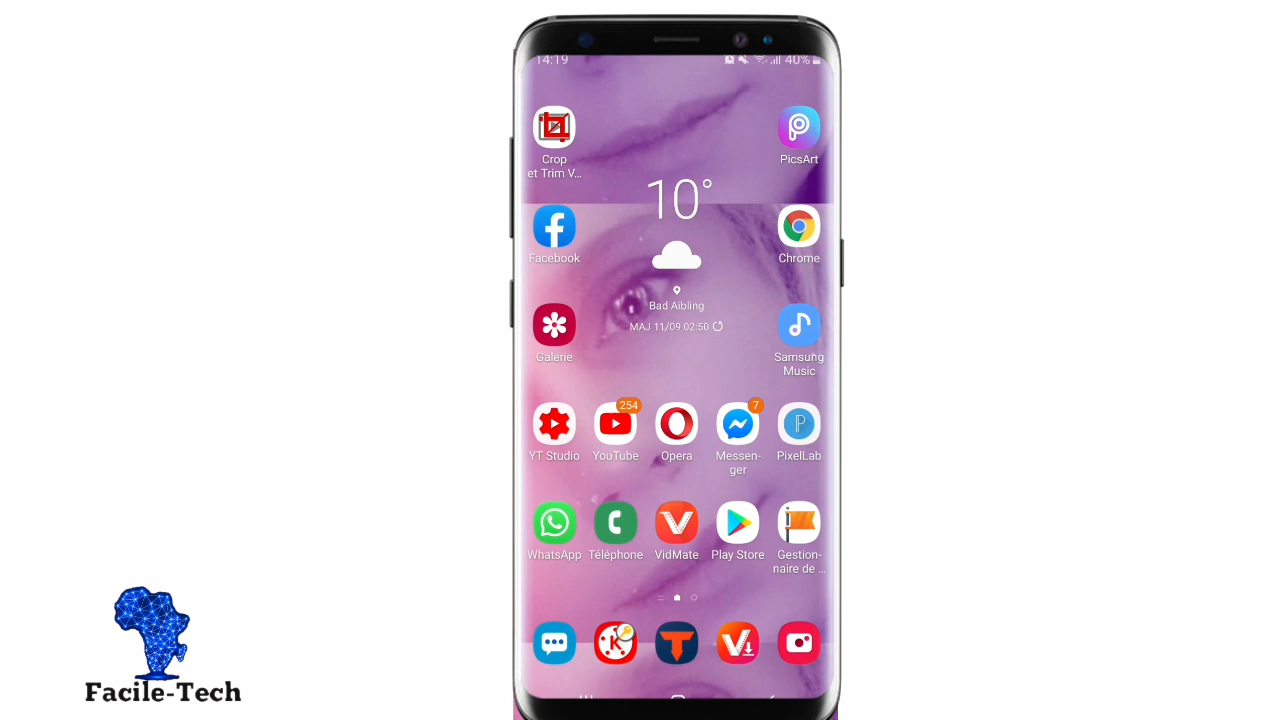 14:19
40%
Crop
et Trim V...
PicsArt
10°
Facebook
Chrome
Bad Aibling
MAJ 11/09 02:50
Galerie
Samsung
Music
254
7
YT Studio
YouTube
Opera
Messen-
ger
PixelLab
WhatsApp
Téléphone
VidMate
Play Store
Gestion-
naire de ...
Facile-Tech